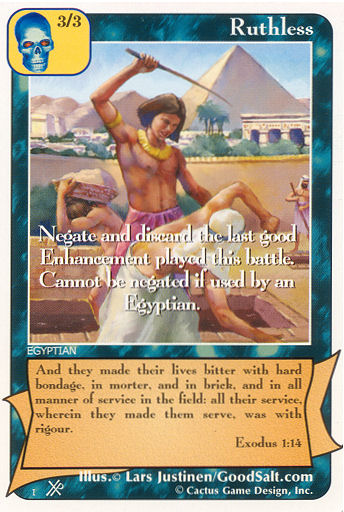 3/3
Ruthless
Negate and discard the last good
Enhancement played this battle.
Cannot be negated if used by an
Egyptian.
EGYPTIAN
And they made their lives bitter with hard
bondage, in morter, and in brick, and in all
manner of service in the field: all their service,
wherein they made them serve, was with
rigour.
Exodus 1:14
Illus.© Lars Justinen/GoodSalt.com
I
© Cactus Game Design, Inc.